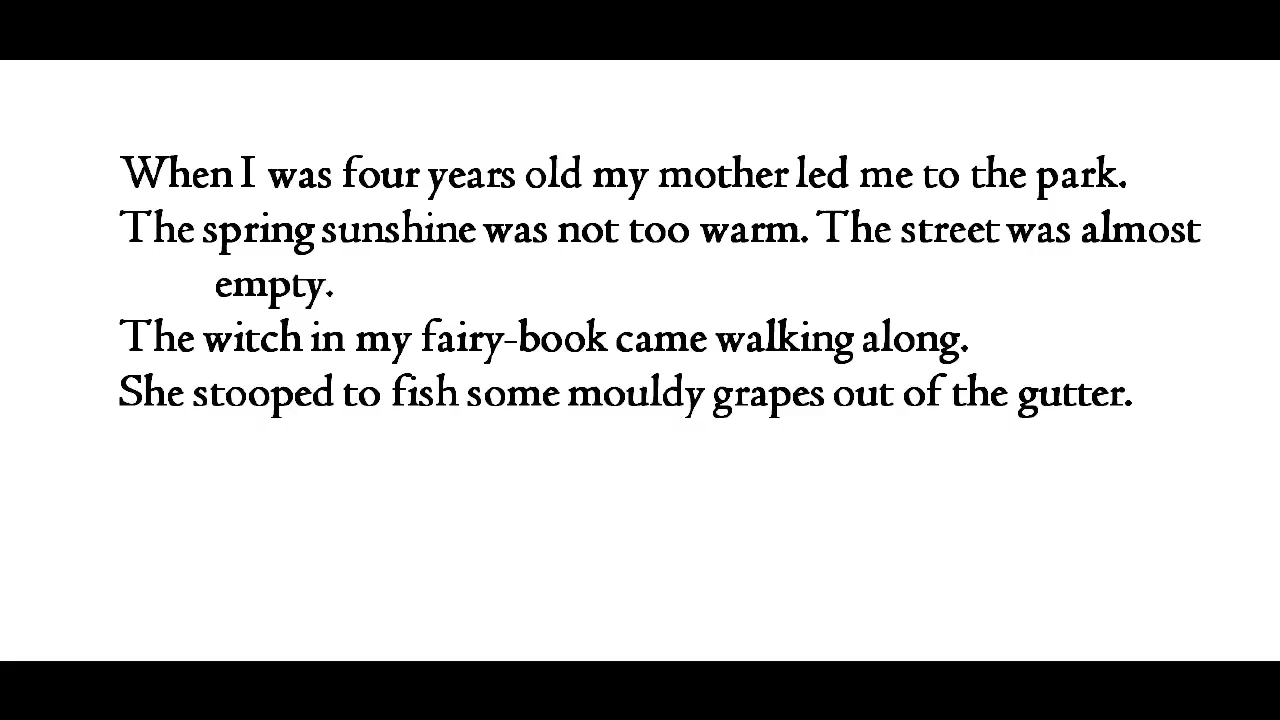 When I was four years old my mother led me to the park.
The spring sunshine was not too warm. The street was almost
empty.
The witch in my fairy-book came walking along.
She stooped to fish some mouldy grapes out of the gutter.